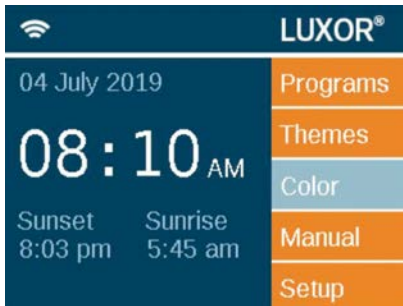 LUXOR®
04 July 2019
08:10 AM
Sunset Sunrise
8:03 pm 5:45 am
Programs
Themes
Color
Manual
Setup